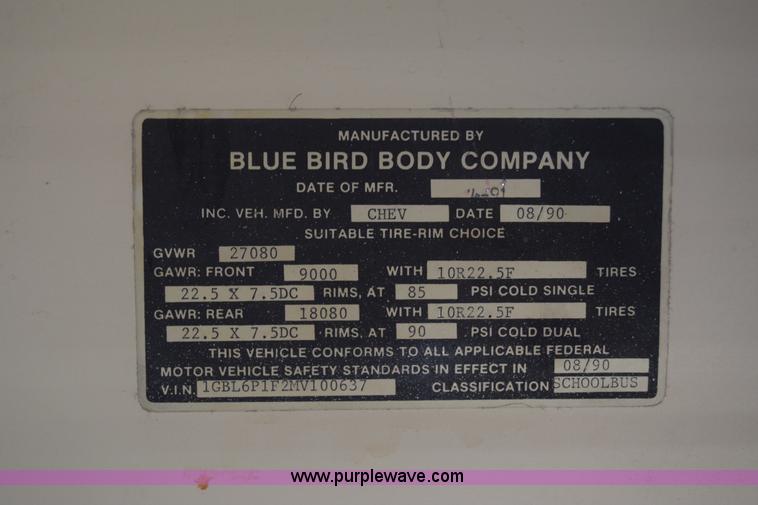 MANUFACTURED BY
BLUE BIRD BODY COMPANY
DATE OF MFR.
INC. VEH. MFD. BY CHEV DATE 08/90
SUITABLE TIRE-RIM CHOICE
GVWR 27080
GAWR: FRONT 9000 WITH 10R22.5F TIRES
22.5 X 7.5DC RIMS, AT 85 PSI COLD SINGLE
GAWR: REAR 18080 WITH 10R22.5F TIRES
22.5 X 7.5DC RIMS, AT 90 PSI COLD DUAL
THIS VEHICLE CONFORMS TO ALL APPLICABLE FEDERAL
MOTOR VEHICLE SAFETY STANDARDS IN EFFECT IN 08/90
V.I.N. 1GBL6P1F2MV100637 CLASSIFICATION SCHOOLBUS
www.purplewave.com